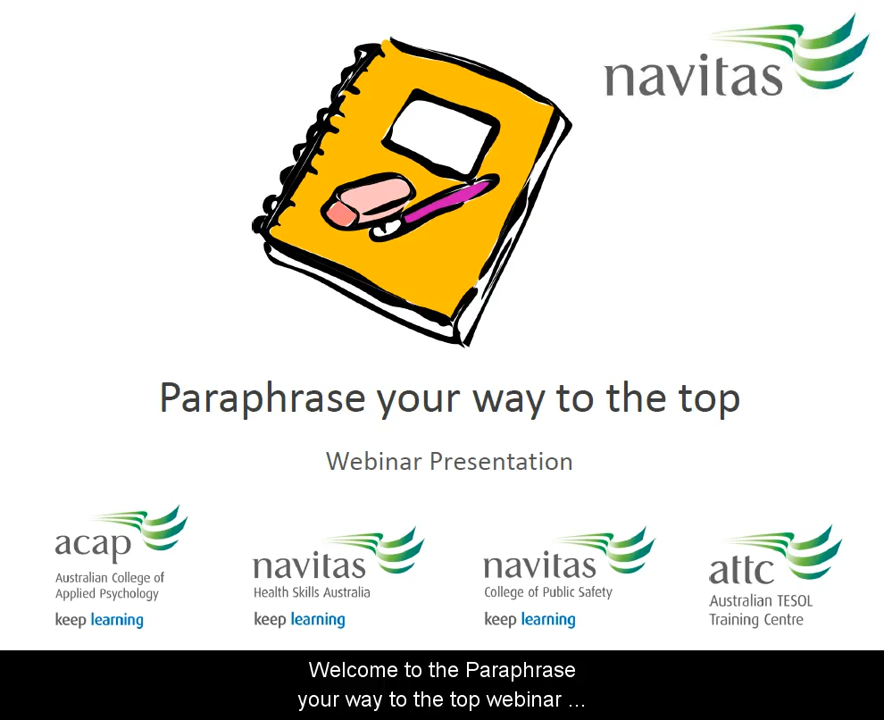 navitas
Paraphrase your way to the top
Webinar Presentation
acap
Australian College of
Applied Psychology
keep learning
navitas
Health Skills Australia
keep learning
navitas
College of Public Safety
keep learning
attc
Australian TESOL
Training Centre
Welcome to the Paraphrase
your way to the top webinar ...